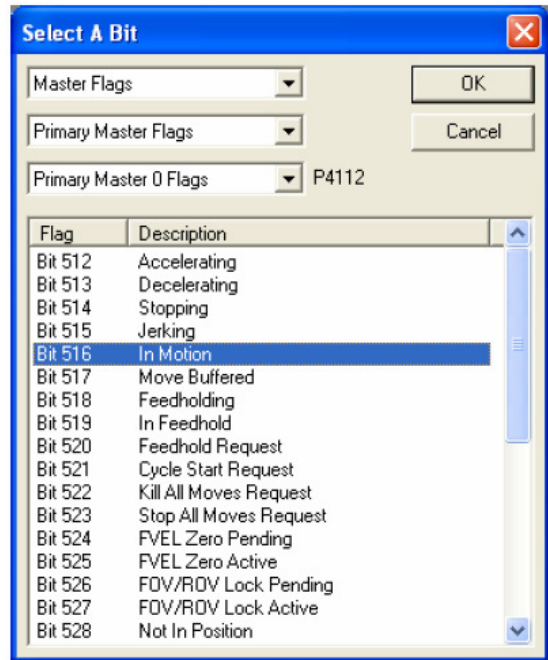 Select A Bit
Master Flags
OK
Primary Master Flags
Cancel
Primary Master 0 Flags P4112
Flag Description
Bit 512 Accelerating
Bit 513 Decelerating
Bit 514 Stopping
Bit 515 Jerking
Bit 516 In Motion
Bit 517 Move Buffered
Bit 518 Feedholding
Bit 519 In Feedhold
Bit 520 Feedhold Request
Bit 521 Cycle Start Request
Bit 522 Kill All Moves Request
Bit 523 Stop All Moves Request
Bit 524 FVEL Zero Pending
Bit 525 FVEL Zero Active
Bit 526 FOV/ROV Lock Pending
Bit 527 FOV/ROV Lock Active
Bit 528 Not In Position